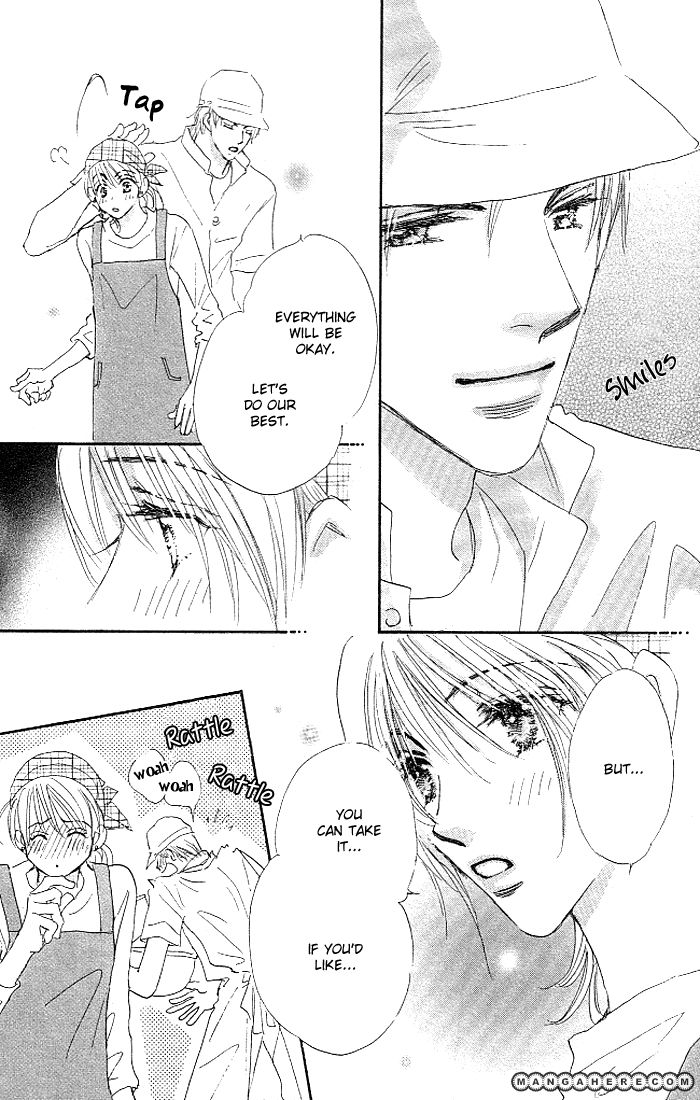 Tap
EVERYTHING
WILL BE
OKAY.
LET'S
DO OUR
BEST.
Smiles
BUT...
YOU
CAN TAKE
IT...
IF YOU'D
LIKE...
Rattle
Rattle
woah
woah
MANGAHERE.COM